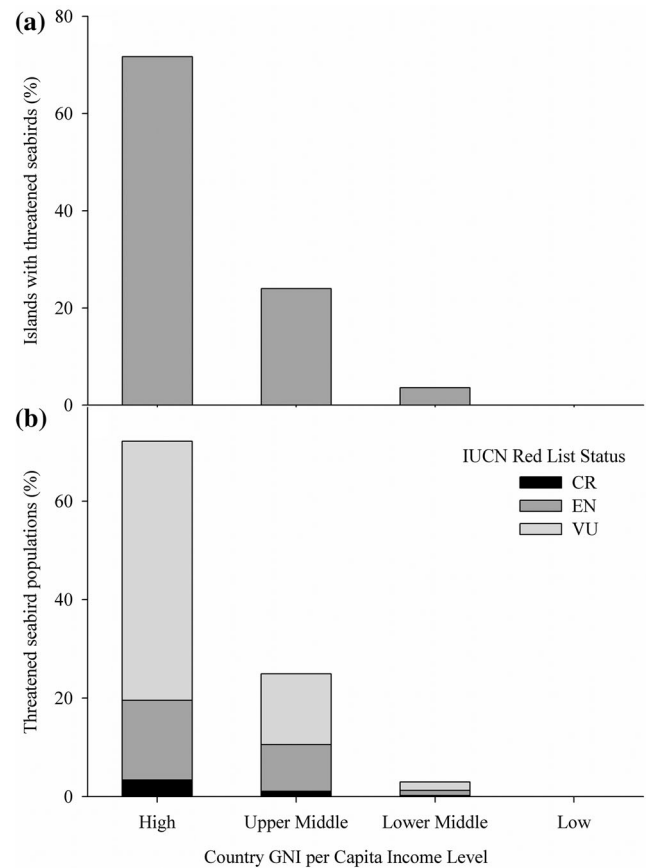 (a)
Islands with threatened seabirds (%)
80
60
40
20
0
(b)
Threatened seabird populations (%)
60
40
20
0
IUCN Red List Status
CR
EN
VU
High
Upper Middle
Lower Middle
Low
Country GNI per Capita Income Level